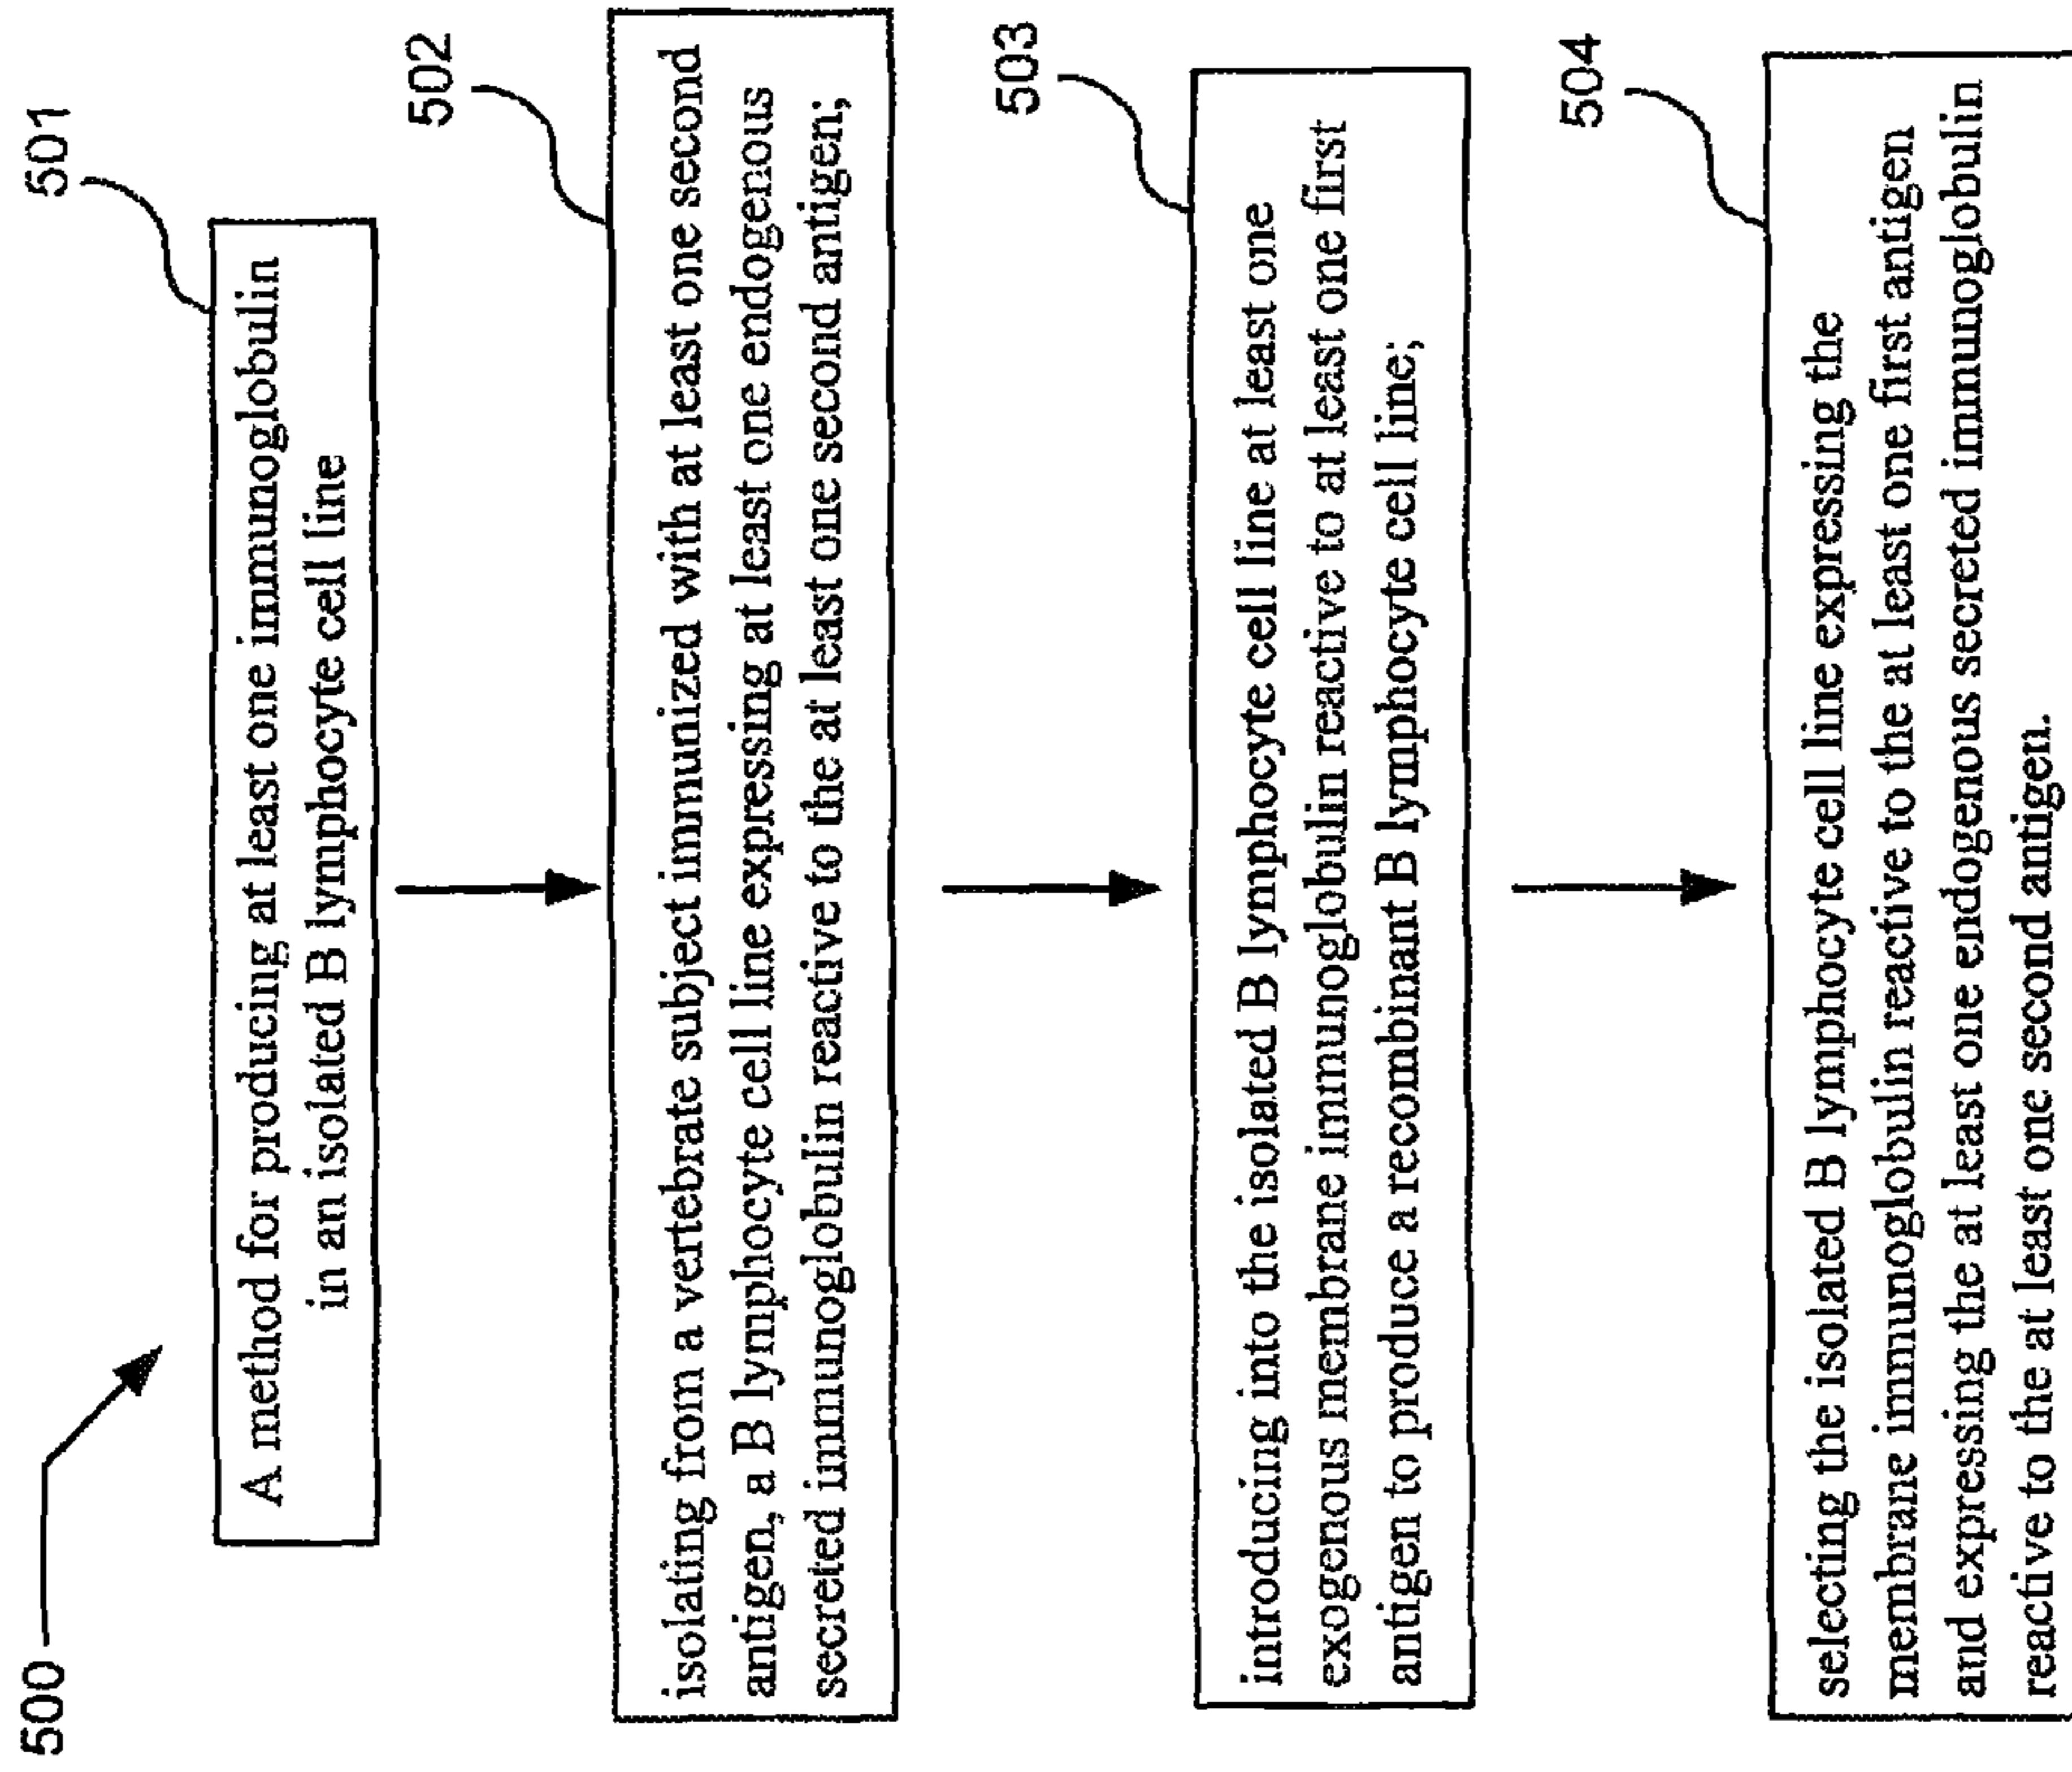 500
501
A method for producing at least one immunoglobulin
in an isolated B lymphocyte cell line
502
isolating from a vertebrate subject immunized with at least one second
antigen, a B lymphocyte cell line expressing at least one endogenous
secreted immunoglobulin reactive to the at least one second antigen;
503
introducing into the isolated B lymphocyte cell line at least one
exogenous membrane immunoglobulin reactive to at least one first
antigen to produce a recombinant B lymphocyte cell line;
504
selecting the isolated B lymphocyte cell line expressing the
membrane immunoglobulin reactive to the at least one first antigen
and expressing the at least one endogenous secreted immunoglobulin
reactive to the at least one second antigen.